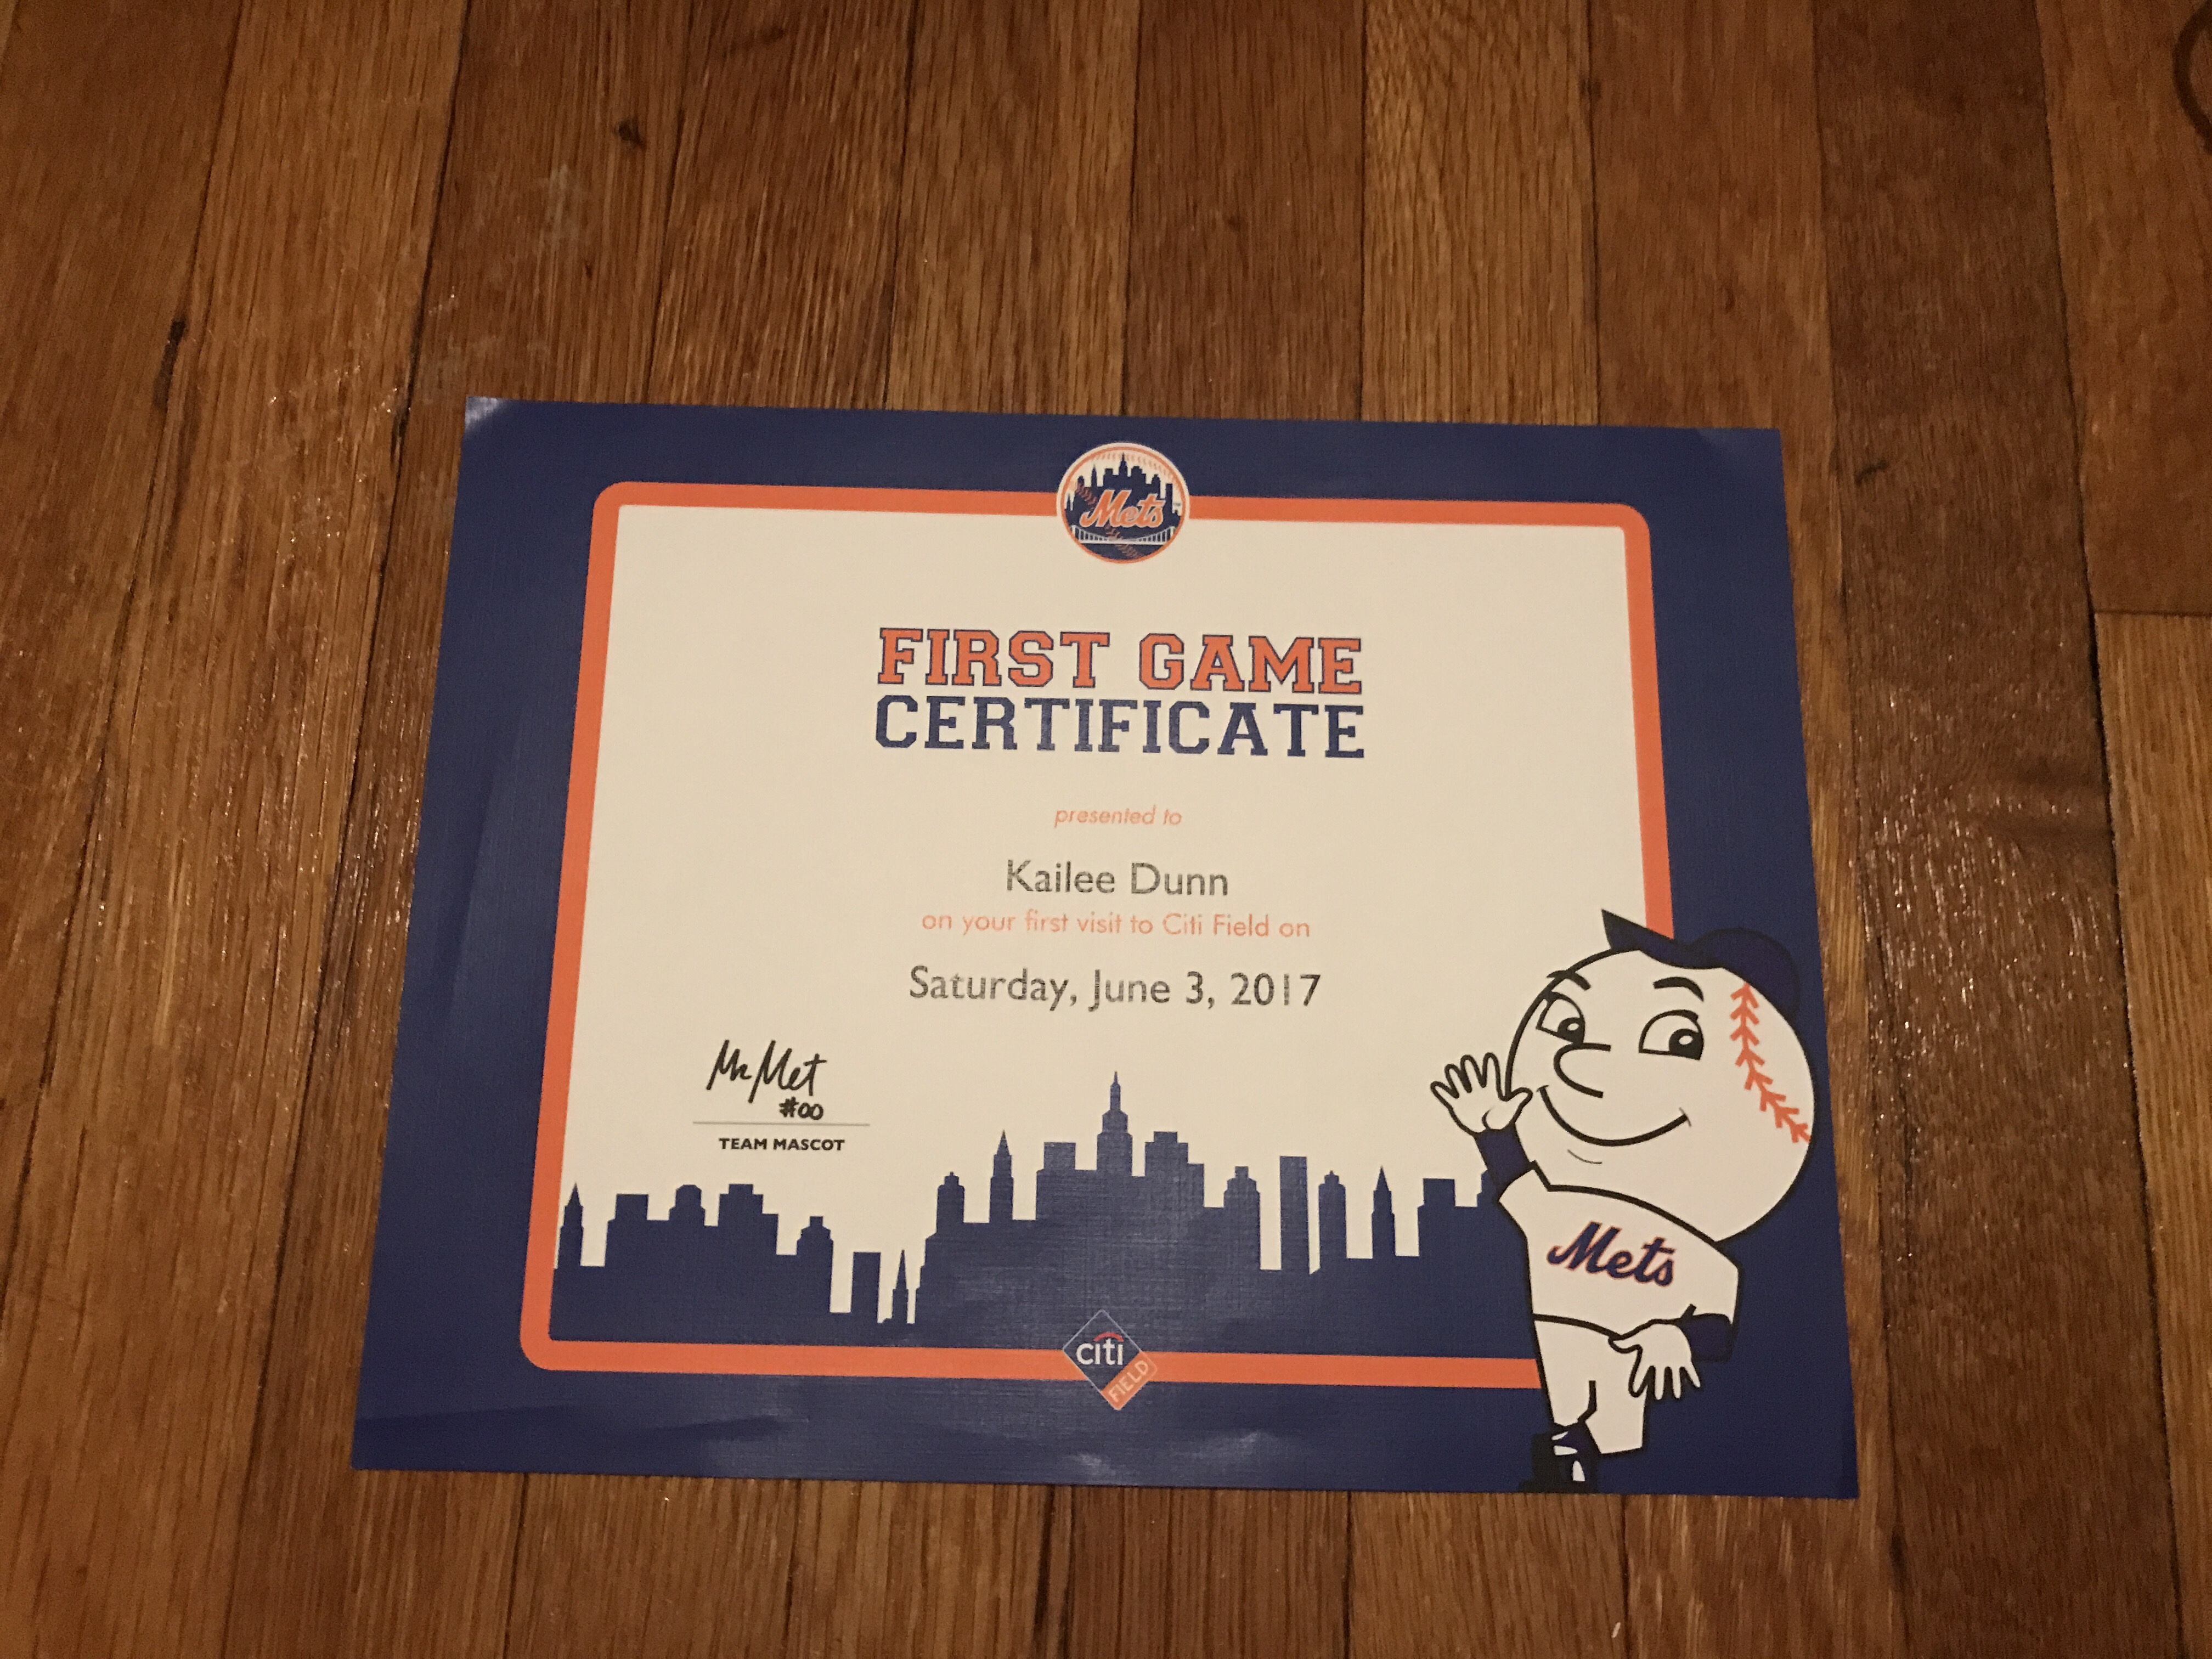 Mets
FIRST GAME
CERTIFICATE
presented to
Kailee Dunn
on your first visit to Citi Field on
Saturday, June 3, 2017
Mr Met
#00
TEAM MASCOT
Mets
citi
FIELD